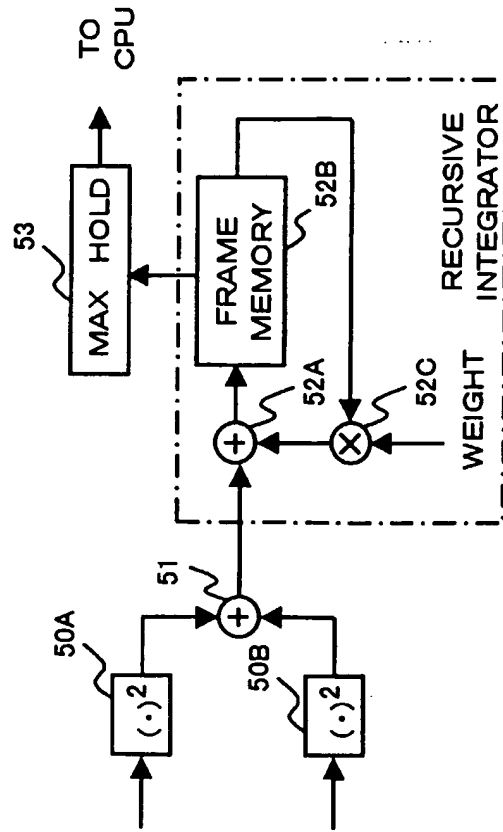 50A
(·)²
50B
(·)²
51
53
MAX HOLD
TO
CPU
FRAME
MEMORY
52B
52A
52C
WEIGHT
RECURSIVE
INTEGRATOR